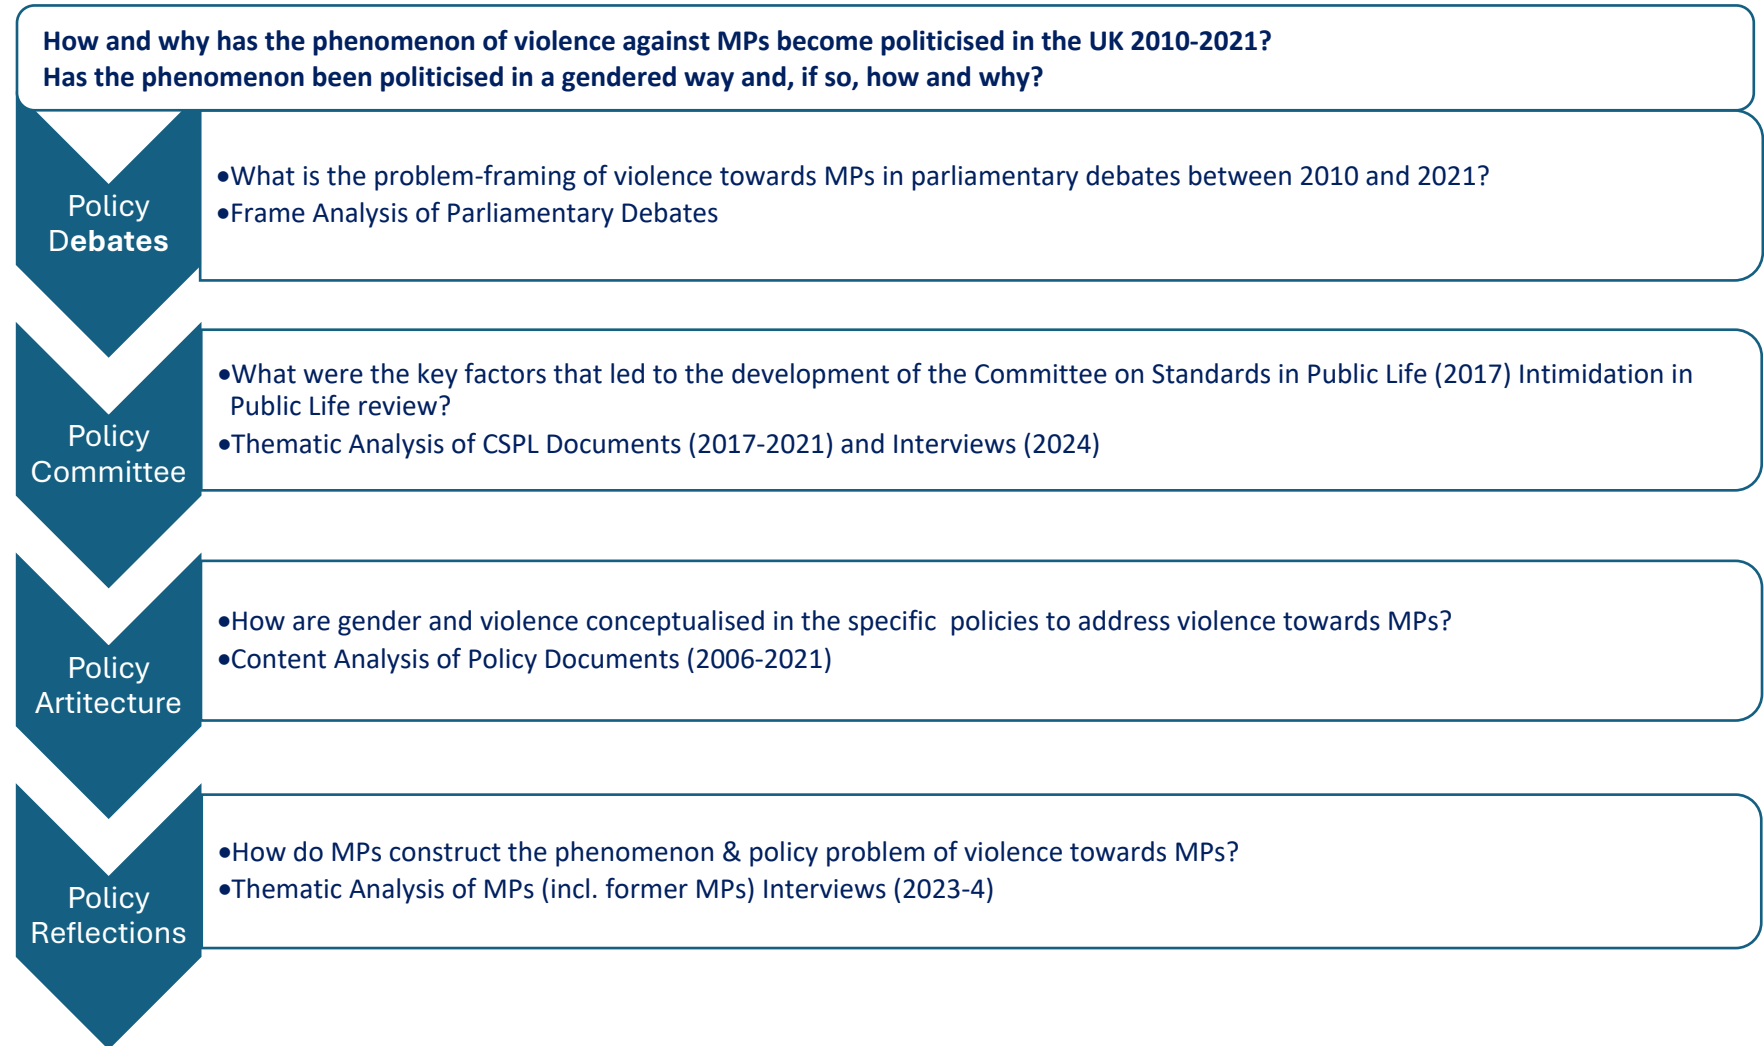 How and why has the phenomenon of violence against MPs become politicised in the UK 2010-2021?
Has the phenomenon been politicised in a gendered way and, if so, how and why?
Policy
Debates
•What is the problem-framing of violence towards MPs in parliamentary debates between 2010 and 2021?
•Frame Analysis of Parliamentary Debates
Policy
Committee
•What were the key factors that led to the development of the Committee on Standards in Public Life (2017) Intimidation in
Public Life review?
•Thematic Analysis of CSPL Documents (2017-2021) and Interviews (2024)
Policy
Artitecture
•How are gender and violence conceptualised in the specific  policies to address violence towards MPs?
•Content Analysis of Policy Documents (2006-2021)
Policy
Reflections
•How do MPs construct the phenomenon & policy problem of violence towards MPs?
•Thematic Analysis of MPs (incl. former MPs) Interviews (2023-4)